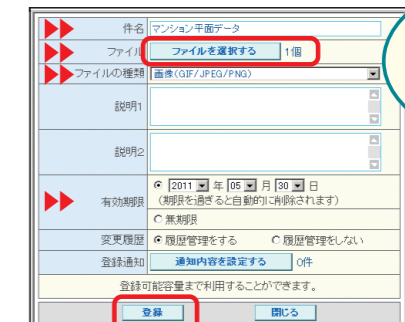 件名 マンション平面データ
ファイル ファイルを選択する 1個
ファイルの種類 画像(GIF/JPEG/PNG)
説明1
説明2
有効期限 2011 年 05 月 30 日
(期限を過ぎると自動的に削除されます)
無期限
変更履歴 履歴管理をする 履歴管理をしない
登録通知 通知内容を設定する 0件
登録可能容量まで利用することができます。
登録 閉じる